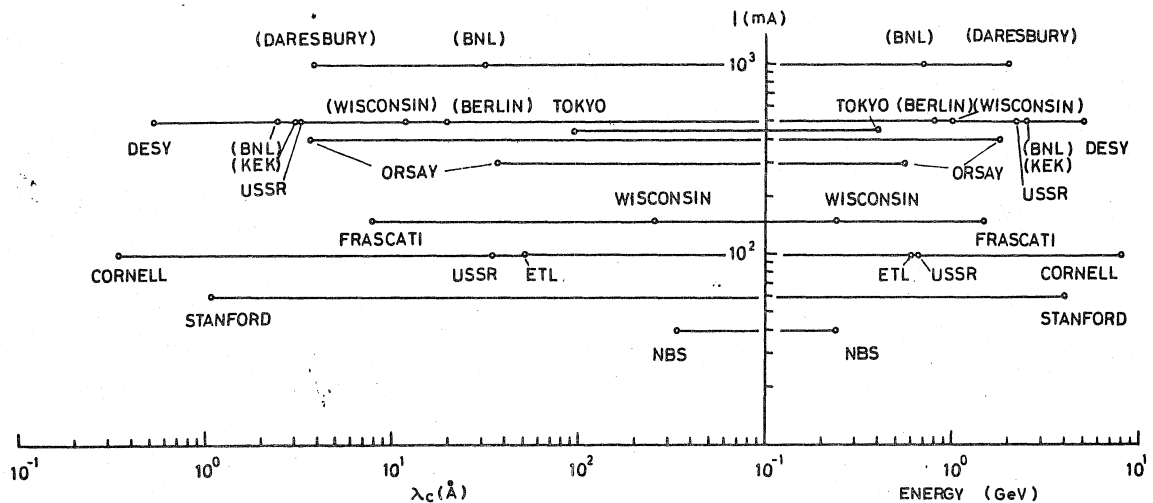 I (mA)
(DARESBURY) (BNL) (BNL) (DARESBURY)
10³
(WISCONSIN) (BERLIN) TOKYO TOKYO (BERLIN) (WISCONSIN)
DESY (BNL) ORSAY ORSAY (BNL) DESY
(KEK) (KEK)
USSR USSR
WISCONSIN WISCONSIN
FRASCATI FRASCATI
10²
CORNELL USSR ETL ETL USSR CORNELL
STANFORD STANFORD
NBS NBS
10⁻¹ 10⁰ 10¹ 10² 10⁻¹ 10⁰ 10¹
λc (Å) ENERGY (GeV)